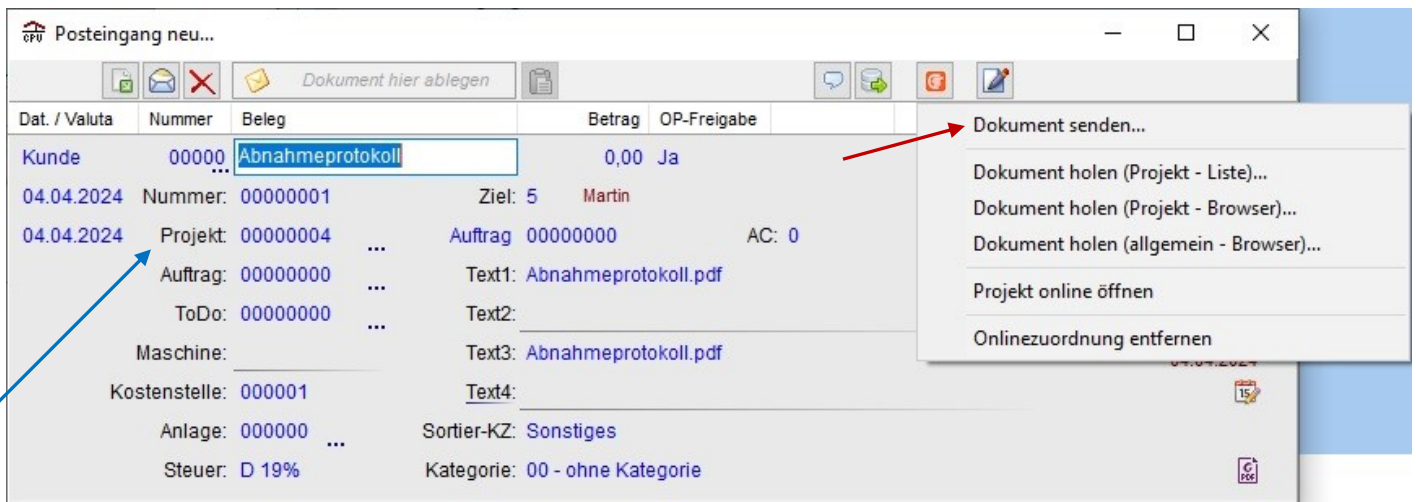 Posteingang neu...
Dokument hier ablegen
Dat. / Valuta Nummer Beleg Betrag OP-Freigabe
Kunde 00000 ... Abnahmeprotokoll 0,00 Ja
04.04.2024 Nummer: 00000001 Ziel: 5 Martin
04.04.2024 Projekt: 00000004 ... Auftrag 00000000 AC: 0
Auftrag: 00000000 ... Text1: Abnahmeprotokoll.pdf
ToDo: 00000000 ... Text2:
Maschine: Text3: Abnahmeprotokoll.pdf
Kostenstelle: 000001 Text4:
Anlage: 000000 ... Sortier-KZ: Sonstiges
Steuer: D 19% Kategorie: 00 - ohne Kategorie
Dokument senden...
Dokument holen (Projekt - Liste)...
Dokument holen (Projekt - Browser)...
Dokument holen (allgemein - Browser)...
Projekt online öffnen
Onlinezuordnung entfernen